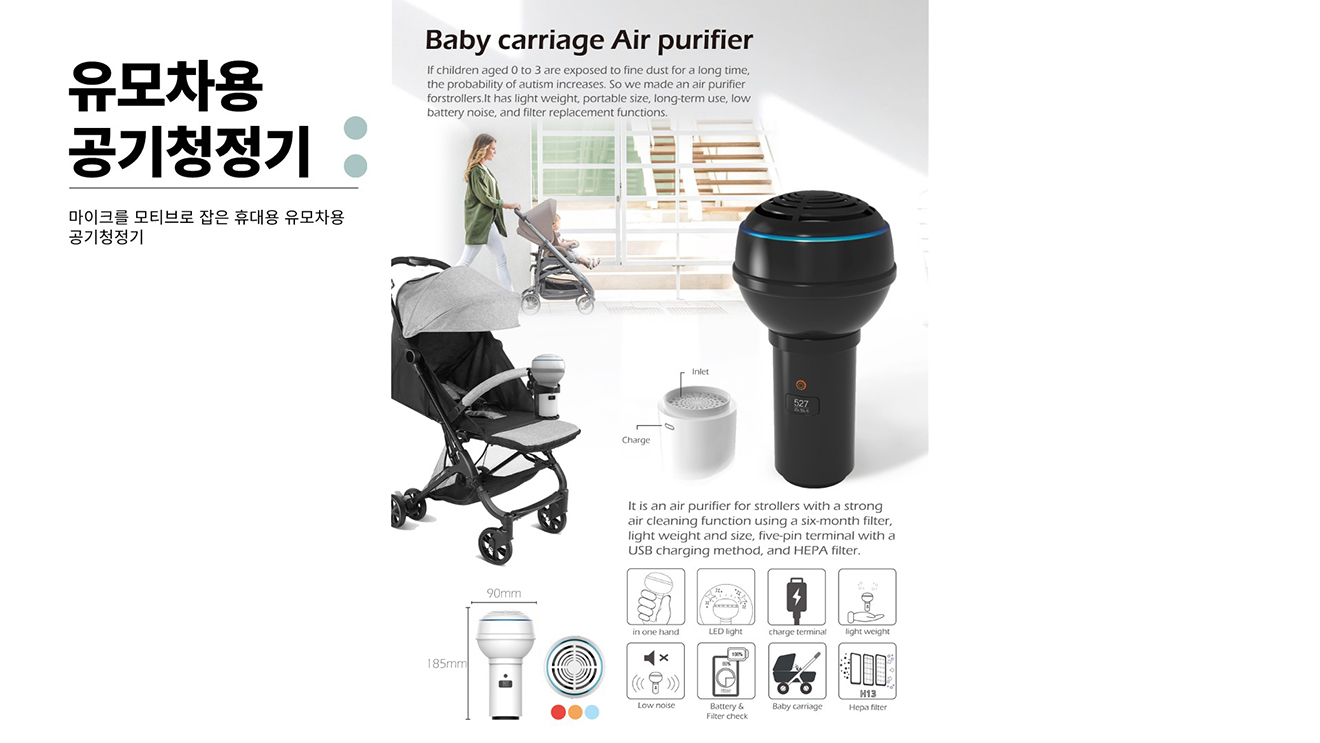 유모차용
공기청정기
마이크를 모티브로 잡은 휴대용 유모차용
공기청정기
Baby carriage Air purifier
If children aged 0 to 3 are exposed to fine dust for a long time,
the probability of autism increases. So we made an air purifier
forstrollers.It has light weight, portable size, long-term use, low
battery noise, and filter replacement functions.
Inlet
Charge
527
It is an air purifier for strollers with a strong
air cleaning function using a six-month filter,
light weight and size, five-pin terminal with a
USB charging method, and HEPA filter.
90mm
185mm
in one hand
LED light
charge terminal
light weight
100%
H13
Low noise
Battery &
Filter check
Baby carriage
Hepa filter